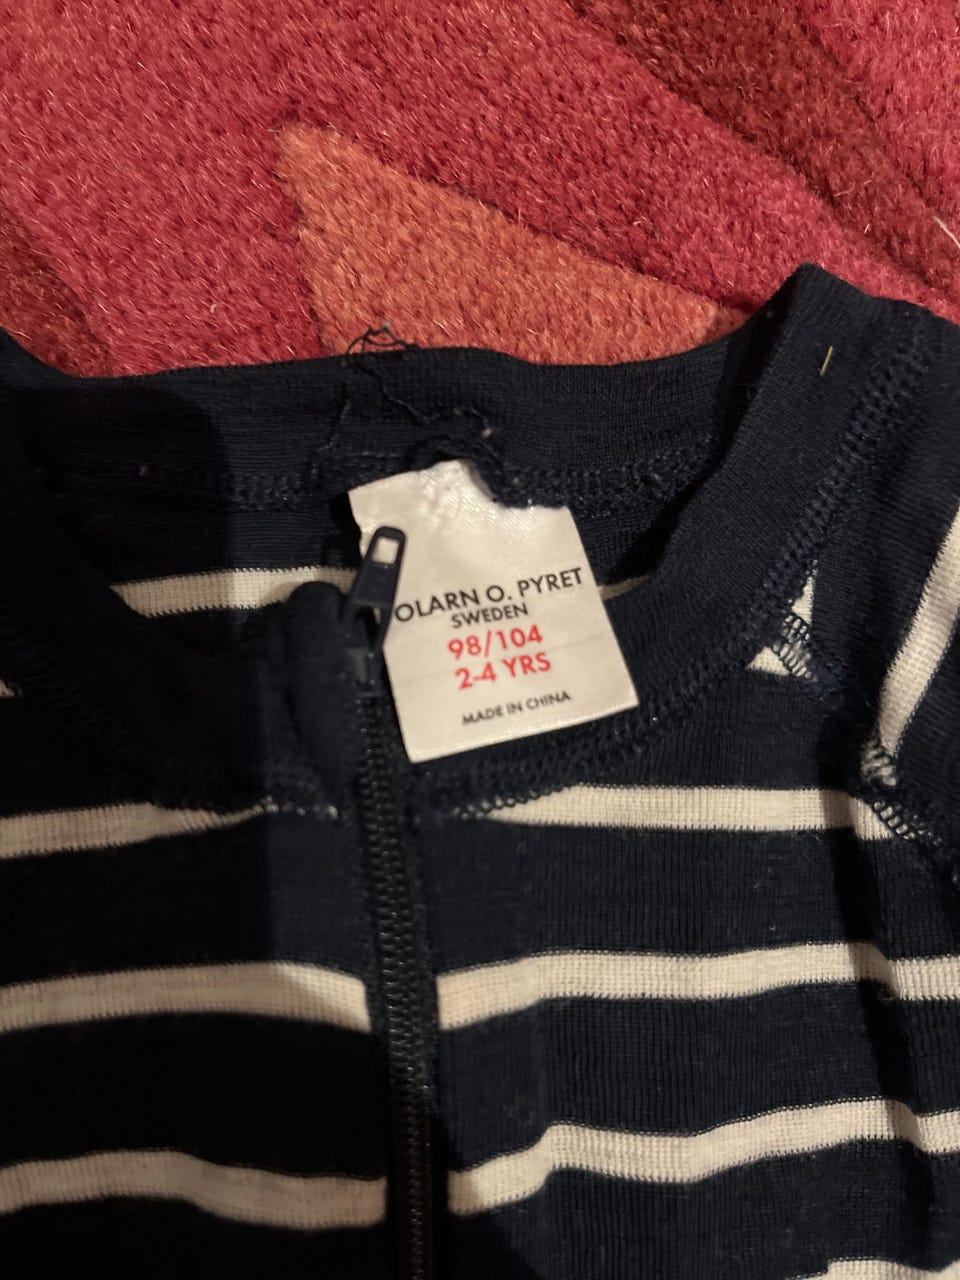 OLARN O. PYRET
SWEDEN
98/104
2-4 YRS
MADE IN CHINA